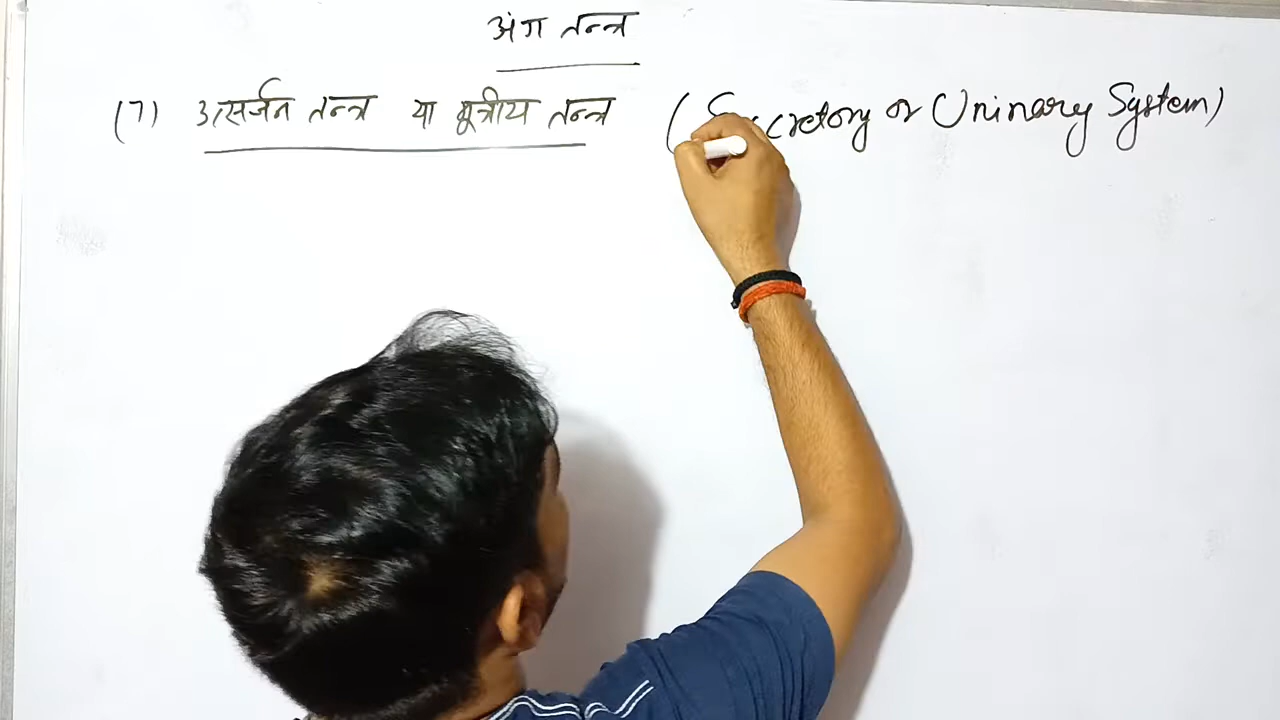 अंग तन्त्र
(7) उत्सर्जन तन्त्र या मूत्रीय तन्त्र ( or Urinary System)